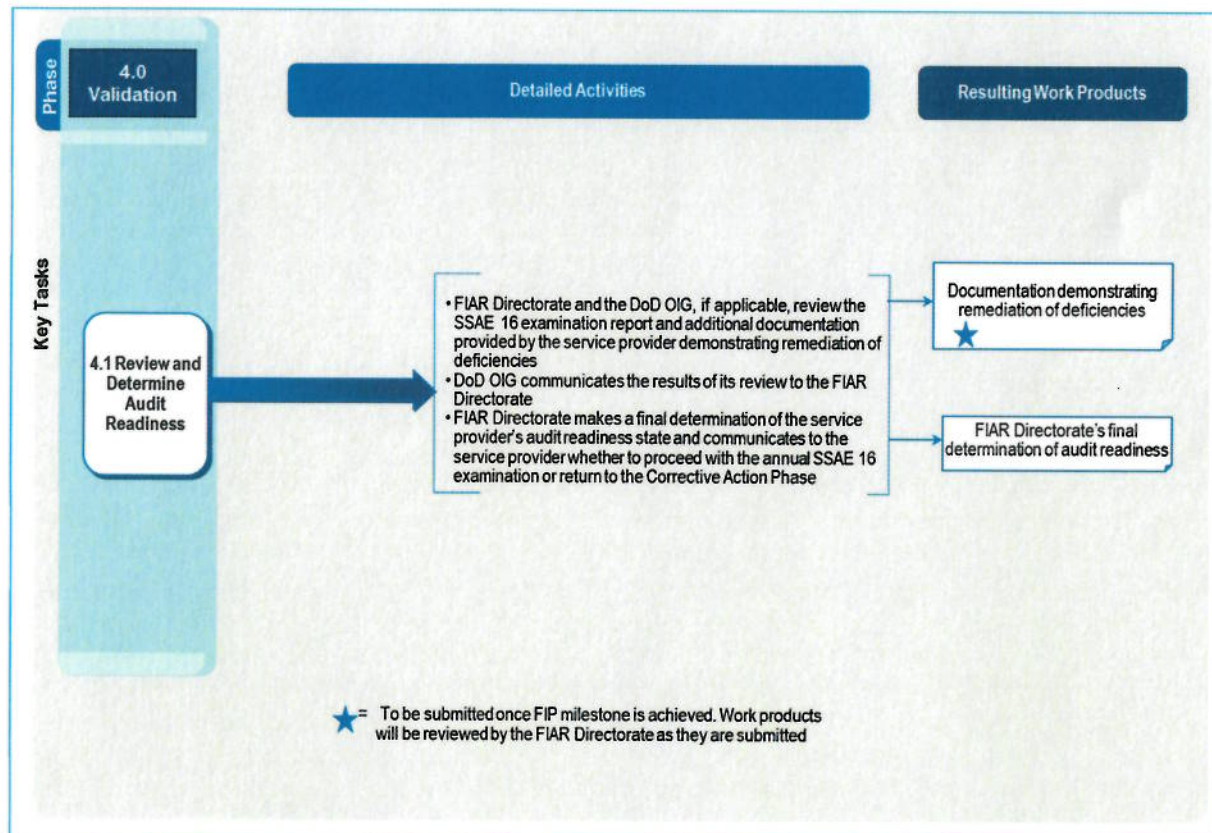 Phase
4.0
Validation
Detailed Activities
Resulting Work Products
Key Tasks
4.1 Review and
Determine
Audit
Readiness
• FIAR Directorate and the DoD OIG, if applicable, review the
SSAE 16 examination report and additional documentation
provided by the service provider demonstrating remediation of
deficiencies
• DoD OIG communicates the results of its review to the FIAR
Directorate
• FIAR Directorate makes a final determination of the service
provider's audit readiness state and communicates to the
service provider whether to proceed with the annual SSAE 16
examination or return to the Corrective Action Phase
Documentation demonstrating
remediation of deficiencies
FIAR Directorate's final
determination of audit readiness
= To be submitted once FIP milestone is achieved. Work products
will be reviewed by the FIAR Directorate as they are submitted